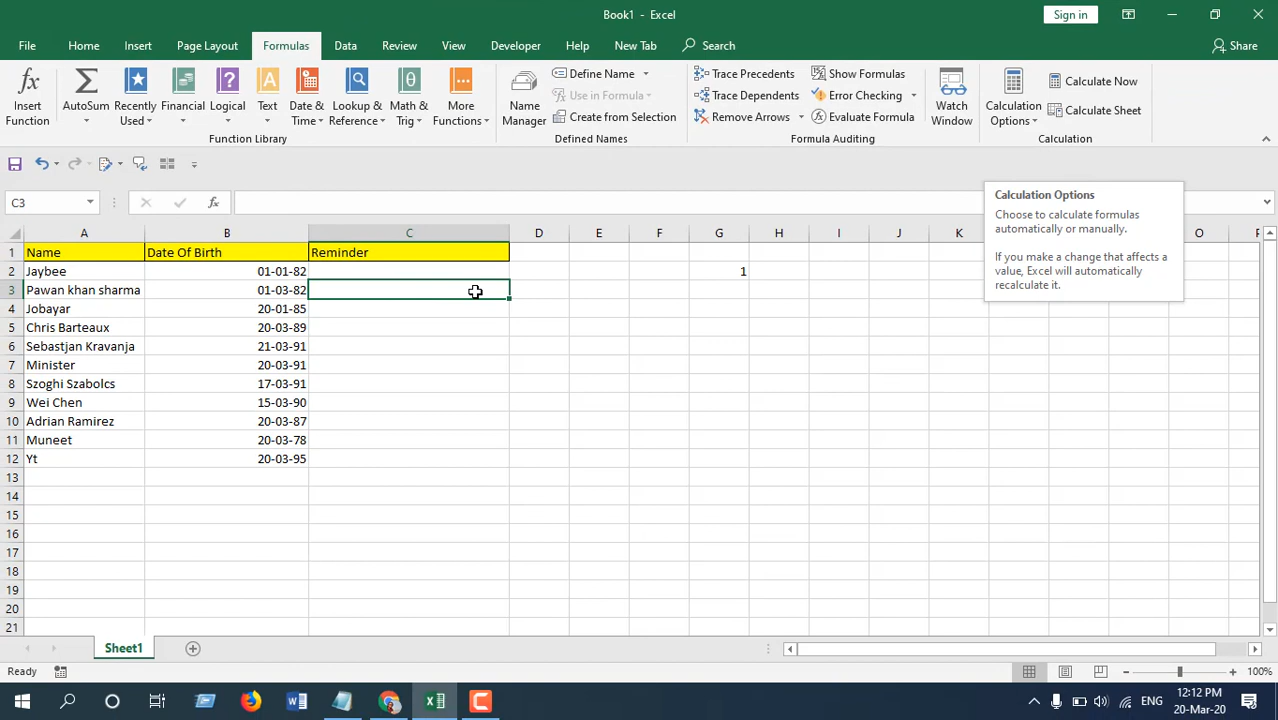 Book1 - Excel
Sign in
File Home Insert Page Layout Formulas Data Review View Developer Help New Tab Search Share
Insert Function
AutoSum
Recently Used
Financial
Logical
Text
Date & Time
Lookup & Reference
Math & Trig
More Functions
Function Library
Name Manager
Define Name
Use in Formula
Create from Selection
Defined Names
Trace Precedents
Trace Dependents
Remove Arrows
Show Formulas
Error Checking
Evaluate Formula
Formula Auditing
Watch Window
Calculation Options
Calculate Now
Calculate Sheet
Calculation
C3
fx
Calculation Options
Choose to calculate formulas
automatically or manually.
If you make a change that affects a
value, Excel will automatically
recalculate it.
A B C D E F G H I J K O P
1 Name Date Of Birth Reminder
2 Jaybee 01-01-82 1
3 Pawan khan sharma 01-03-82
4 Jobayar 20-01-85
5 Chris Barteaux 20-03-89
6 Sebastjan Kravanja 21-03-91
7 Minister 20-03-91
8 Szoghi Szabolcs 17-03-91
9 Wei Chen 15-03-90
10 Adrian Ramirez 20-03-87
11 Muneet 20-03-78
12 Yt 20-03-95
13
14
15
16
17
18
19
20
21
Sheet1
Ready
100%
ENG
12:12 PM
20-Mar-20